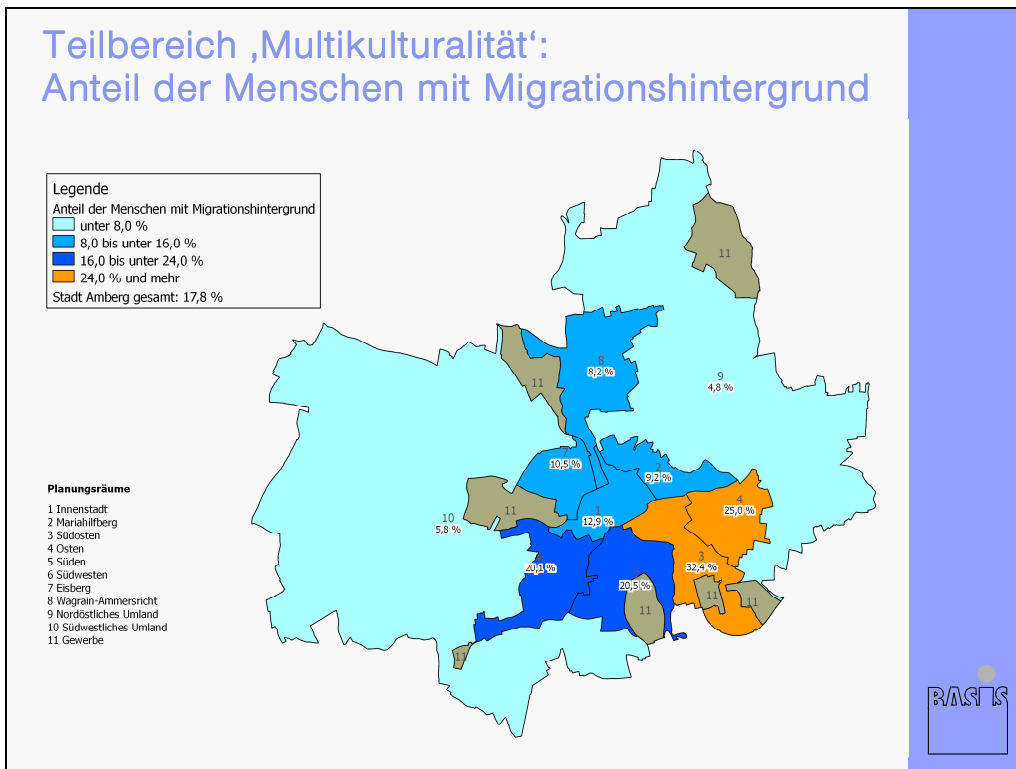 Teilbereich ‚Multikulturalität‘:
Anteil der Menschen mit Migrationshintergrund
Legende
Anteil der Menschen mit Migrationshintergrund
unter 8,0 %
8,0 bis unter 16,0 %
16,0 bis unter 24,0 %
24,0 % und mehr
Stadt Amberg gesamt: 17,8 %
11
8
8,2 %
11
9
4,8 %
7
10,5 %
2
9,2 %
4
25,0 %
11
1
12,9 %
10
5,8 %
3
32,4 %
20,1 %
20,5 %
11
11
11
11
Planungsräume
1 Innenstadt
2 Mariahilfberg
3 Südosten
4 Osten
5 Süden
6 Südwesten
7 Eisberg
8 Wagrain-Ammersricht
9 Nordöstliches Umland
10 Südwestliches Umland
11 Gewerbe
BASIS